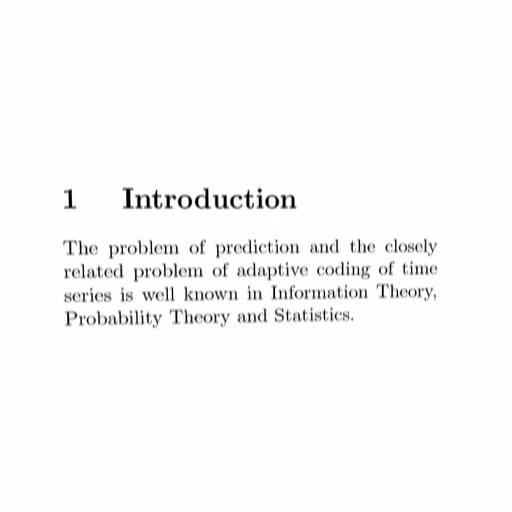 1 Introduction
The problem of prediction and the closely
related problem of adaptive coding of time
series is well known in Information Theory,
Probability Theory and Statistics.